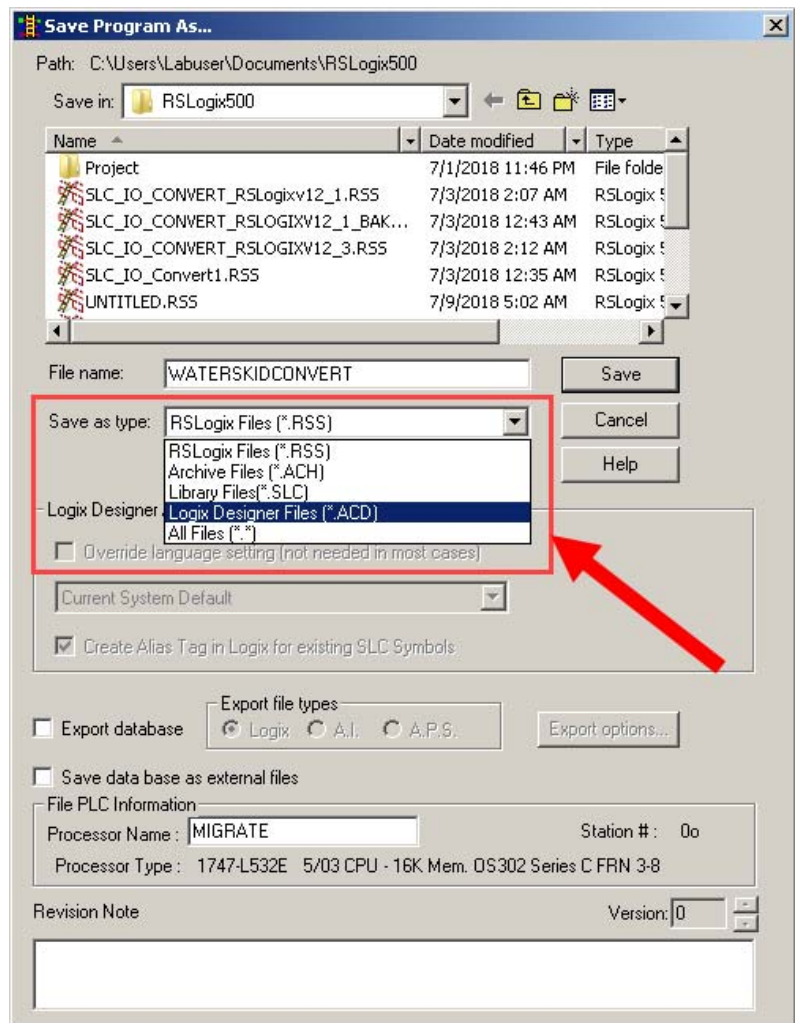 Save Program As...
Path: C:\Users\Labuser\Documents\RSLogix500
Save in: RSLogix500
Name Date modified Type
Project 7/1/2018 11:46 PM File folde
SLC_IO_CONVERT_RSLogixv12_1.RSS 7/3/2018 2:07 AM RSLogix 5
SLC_IO_CONVERT_RSLOGIXV12_1_BAK... 7/3/2018 12:43 AM RSLogix 5
SLC_IO_CONVERT_RSLOGIXV12_3.RSS 7/3/2018 2:12 AM RSLogix 5
SLC_IO_Convert1.RSS 7/3/2018 12:35 AM RSLogix 5
UNTITLED.RSS 7/9/2018 5:02 AM RSLogix 5
File name: WATERSKIDCONVERT Save
Save as type: RSLogix Files (*.RSS) Cancel
RSLogix Files (*.RSS)
Archive Files (*.ACH) Help
Library Files(*.SLC)
Logix Designer Logix Designer Files (*.ACD)
All Files (*.*)
Override language setting (not needed in most cases)
Current System Default
Create Alias Tag in Logix for existing SLC Symbols
Export file types
Export database Logix A.I. A.P.S. Export options...
Save data base as external files
File PLC Information
Processor Name : MIGRATE Station # : 0o
Processor Type : 1747-L532E 5/03 CPU - 16K Mem. OS302 Series C FRN 3-8
Revision Note Version: 0